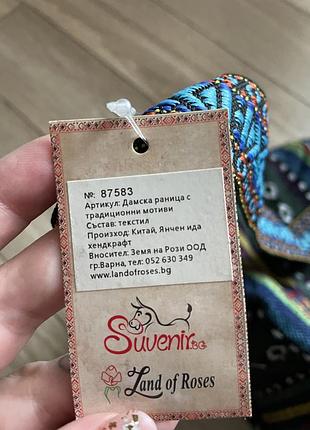 №: 87583
Артикул: Дамска раница с
традиционни мотиви
Състав: текстил
Произход: Китай, Янчен ида
хендкрафт
Вносител: Земя на Рози ООД
гр.Варна, тел: 052 630 349
www.landofroses.bg
Suvenir.BG
Land of Roses